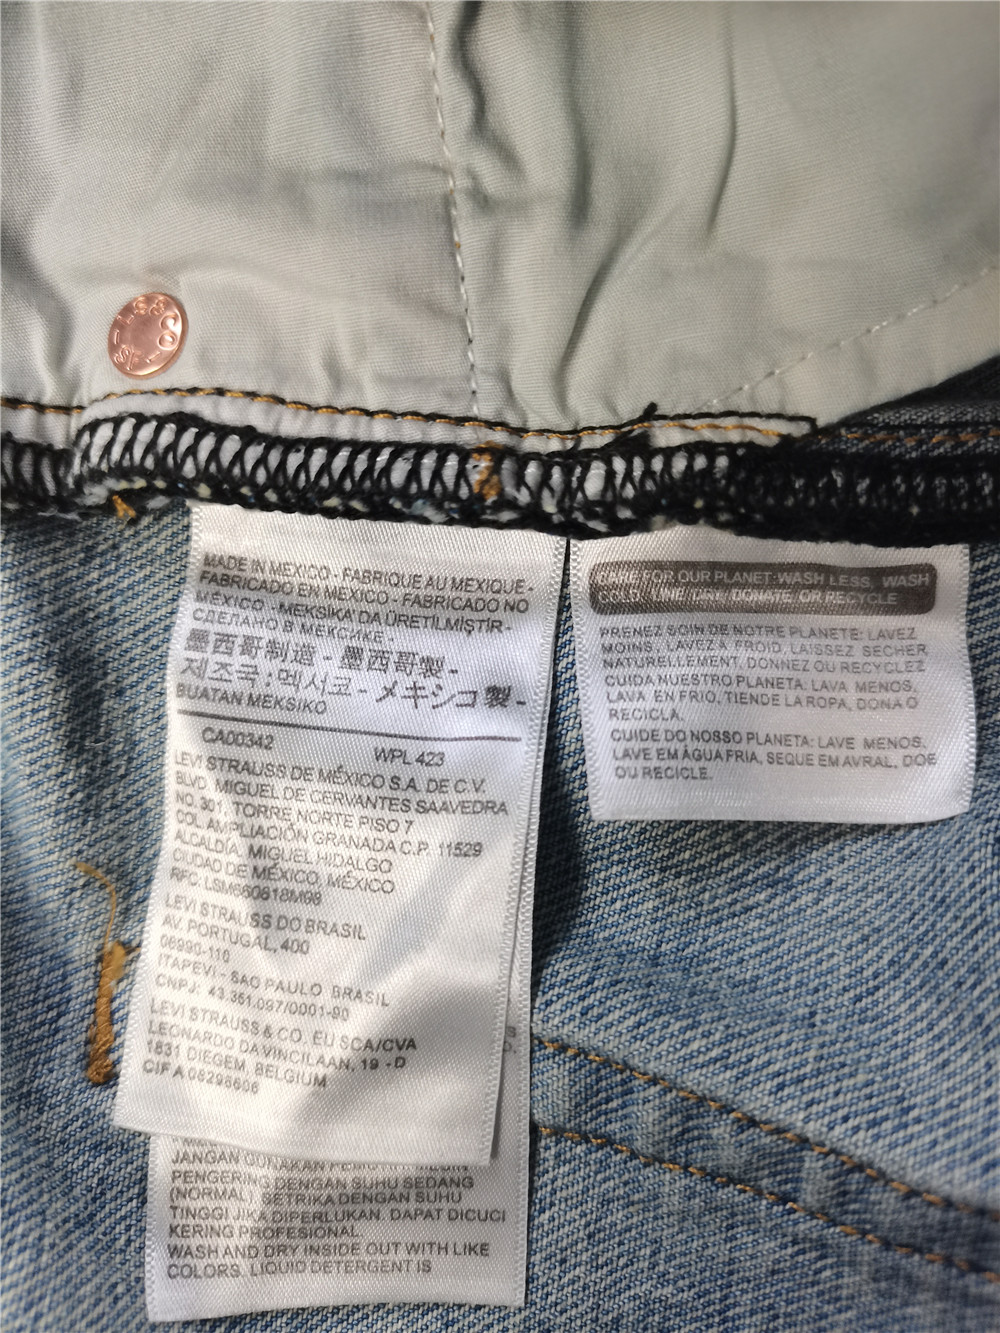 LS&CO-
MADE IN MEXICO - FABRIQUE AU MEXIQUE -
FABRICADO EN MÉXICO - FABRICADO NO
MÉXICO - MEKSİKA'DA ÜRETİLMİŞTİR -
СДЕЛАНО В МЕКСИКЕ -
墨西哥制造 - 墨西哥製 -
제조국 : 멕시코 - メキシコ製 -
BUATAN MEKSIKO
CA00342 WPL 423
LEVI STRAUSS DE MÉXICO S.A. DE C.V.
BLVD. MIGUEL DE CERVANTES SAAVEDRA
NO. 301, TORRE NORTE PISO 7
COL AMPLIACIÓN GRANADA C.P. 11529
ALCALDÍA. MIGUEL HIDALGO
CIUDAD DE MÉXICO, MÉXICO
RFC: LSM660618M98
LEVI STRAUSS DO BRASIL
AV. PORTUGAL, 400
06990-110
ITAPEVI - SAO PAULO BRASIL
CNPJ: 43.351.097/0001-90
LEVI STRAUSS & CO. EU SCA/CVA
LEONARDO DA VINCILAAN, 19 - D
1831 DIEGEM, BELGIUM
CIF A 08298606
JANGAN GUNAKAN
PENGERING DENGAN SUHU SEDANG
(NORMAL) SETRIKA DENGAN SUHU
TINGGI JIKA DIPERLUKAN. DAPAT DICUCI
KERING PROFESIONAL.
WASH AND DRY INSIDE OUT WITH LIKE
COLORS. LIQUID DETERGENT IS
CARE FOR OUR PLANET: WASH LESS, WASH
COLD, LINE DRY, DONATE OR RECYCLE
PRENEZ SOIN DE NOTRE PLANETE: LAVEZ
MOINS, LAVEZ A FROID, LAISSEZ SECHER
NATURELLEMENT, DONNEZ OU RECYCLEZ
CUIDA NUESTRO PLANETA: LAVA MENOS,
LAVA EN FRIO, TIENDE LA ROPA, DONA O
RECICLA.
CUIDE DO NOSSO PLANETA: LAVE MENOS,
LAVE EM ÁGUA FRIA, SEQUE EM AVRAL, DOE
OU RECICLE.